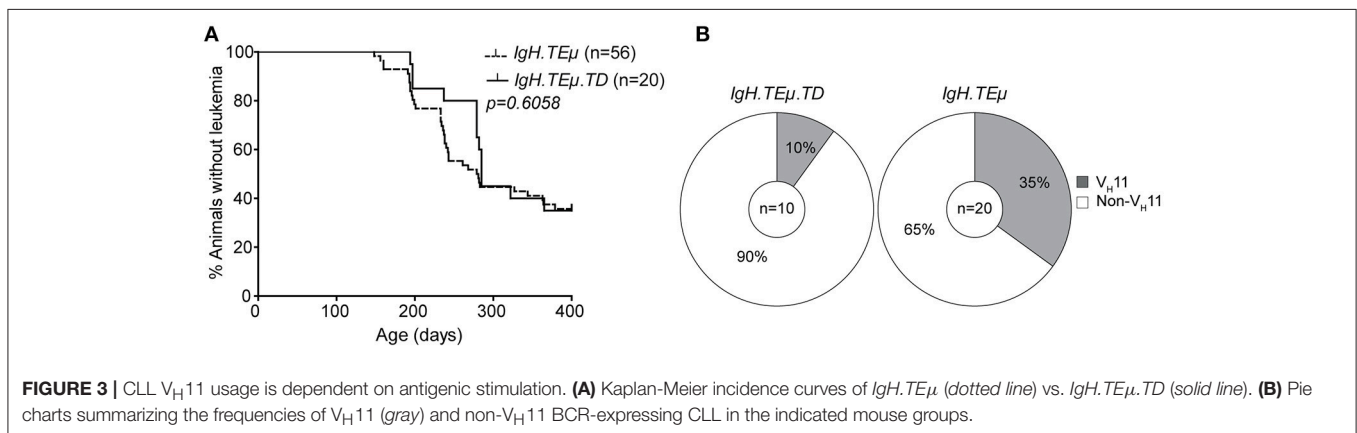 A
100
80
60
40
20
0
% Animals without leukemia
0 100 200 300 400
Age (days)
IgH.TEμ (n=56)
IgH.TEμ.TD (n=20)
p=0.6058
B
IgH.TEμ.TD
10%
n=10
90%
IgH.TEμ
35%
n=20
65%
VH11
Non-VH11
FIGURE 3 | CLL VH11 usage is dependent on antigenic stimulation. (A) Kaplan-Meier incidence curves of IgH.TEμ (dotted line) vs. IgH.TEμ.TD (solid line). (B) Pie
charts summarizing the frequencies of VH11 (gray) and non-VH11 BCR-expressing CLL in the indicated mouse groups.